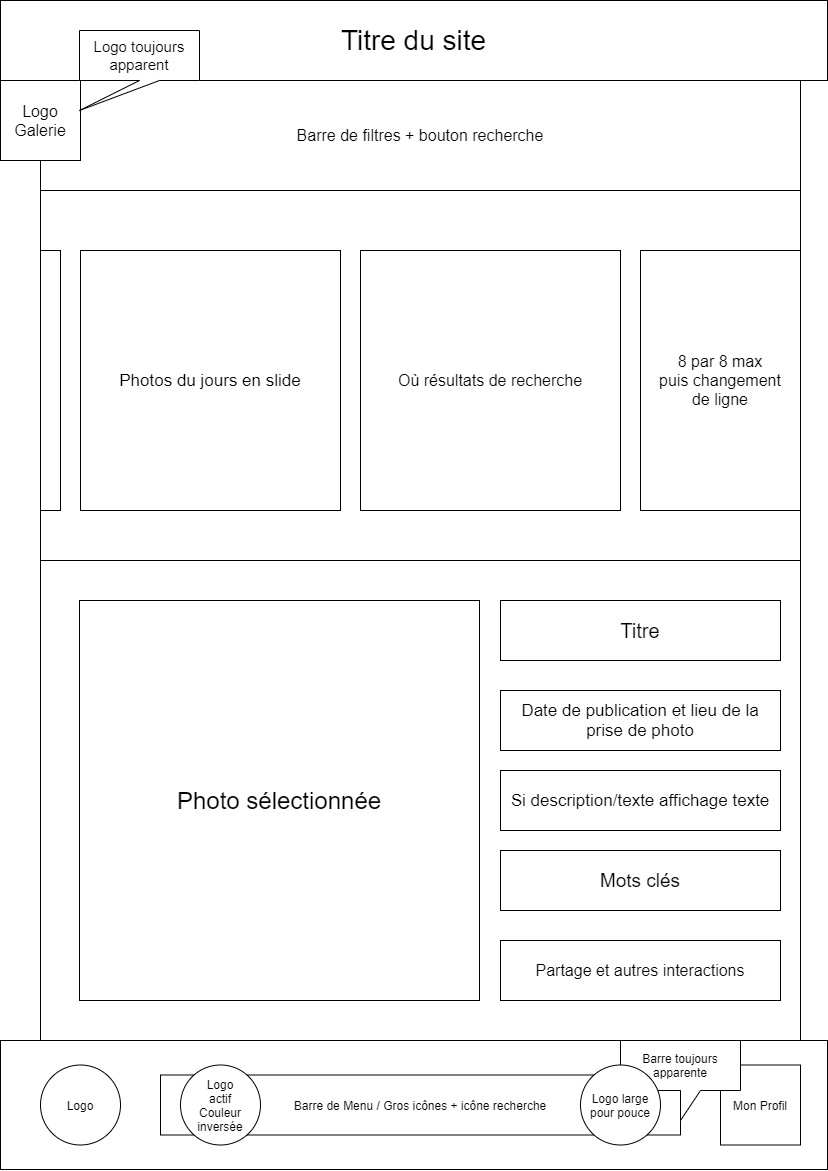 Titre du site
Logo toujours
apparent
Logo
Galerie
Barre de filtres + bouton recherche
Photos du jours en slide
Où résultats de recherche
8 par 8 max
puis changement
de ligne
Photo sélectionnée
Titre
Date de publication et lieu de la
prise de photo
Si description/texte affichage texte
Mots clés
Partage et autres interactions
Logo
Logo
actif
Couleur
inversée
Barre de Menu / Gros icônes + icône recherche
Logo large
pour pouce
Barre toujours
apparente
Mon Profil